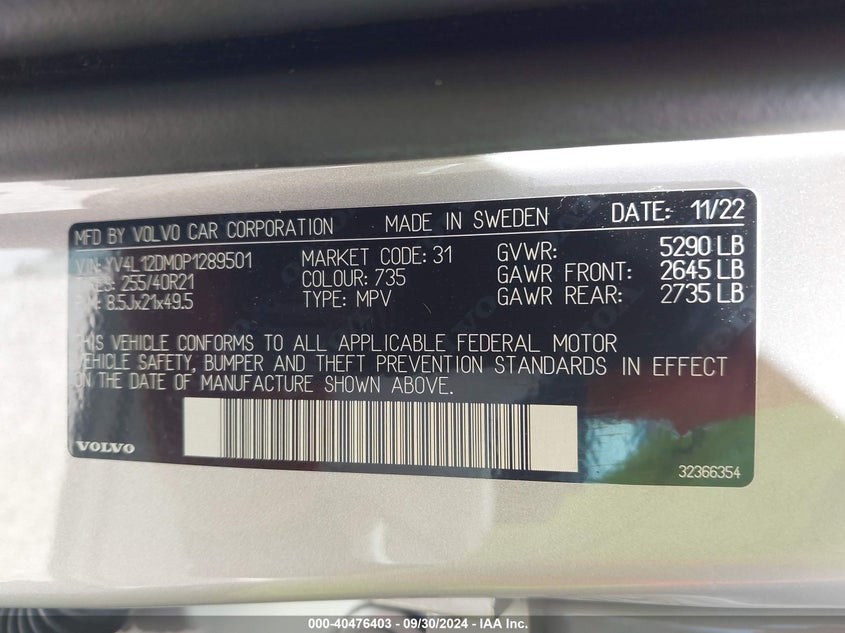 MFD BY VOLVO CAR CORPORATION MADE IN SWEDEN DATE: 11/22
VIN: YV4L12DM0P1289501 MARKET CODE: 31 GVWR: 5290 LB
255/40R21 COLOUR: 735 GAWR FRONT: 2645 LB
8.5Jx21x49.5 TYPE: MPV GAWR REAR: 2735 LB
THIS VEHICLE CONFORMS TO ALL APPLICABLE FEDERAL MOTOR
VEHICLE SAFETY, BUMPER AND THEFT PREVENTION STANDARDS IN EFFECT
ON THE DATE OF MANUFACTURE SHOWN ABOVE.
VOLVO
32366354
000-40476403 - 09/30/2024 - IAA Inc.